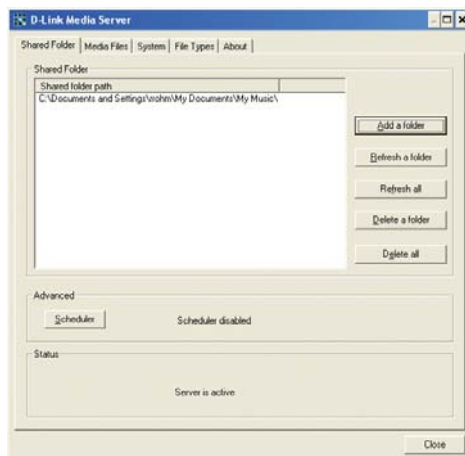 D-Link Media Server
Shared Folder Media Files System File Types About
Shared Folder
Shared folder path
C:\Documents and Settings\rrohm\My Documents\My Music\
Add a folder
Refresh a folder
Refresh all
Delete a folder
Delete all
Advanced
Scheduler Scheduler disabled
Status
Server is active
Close